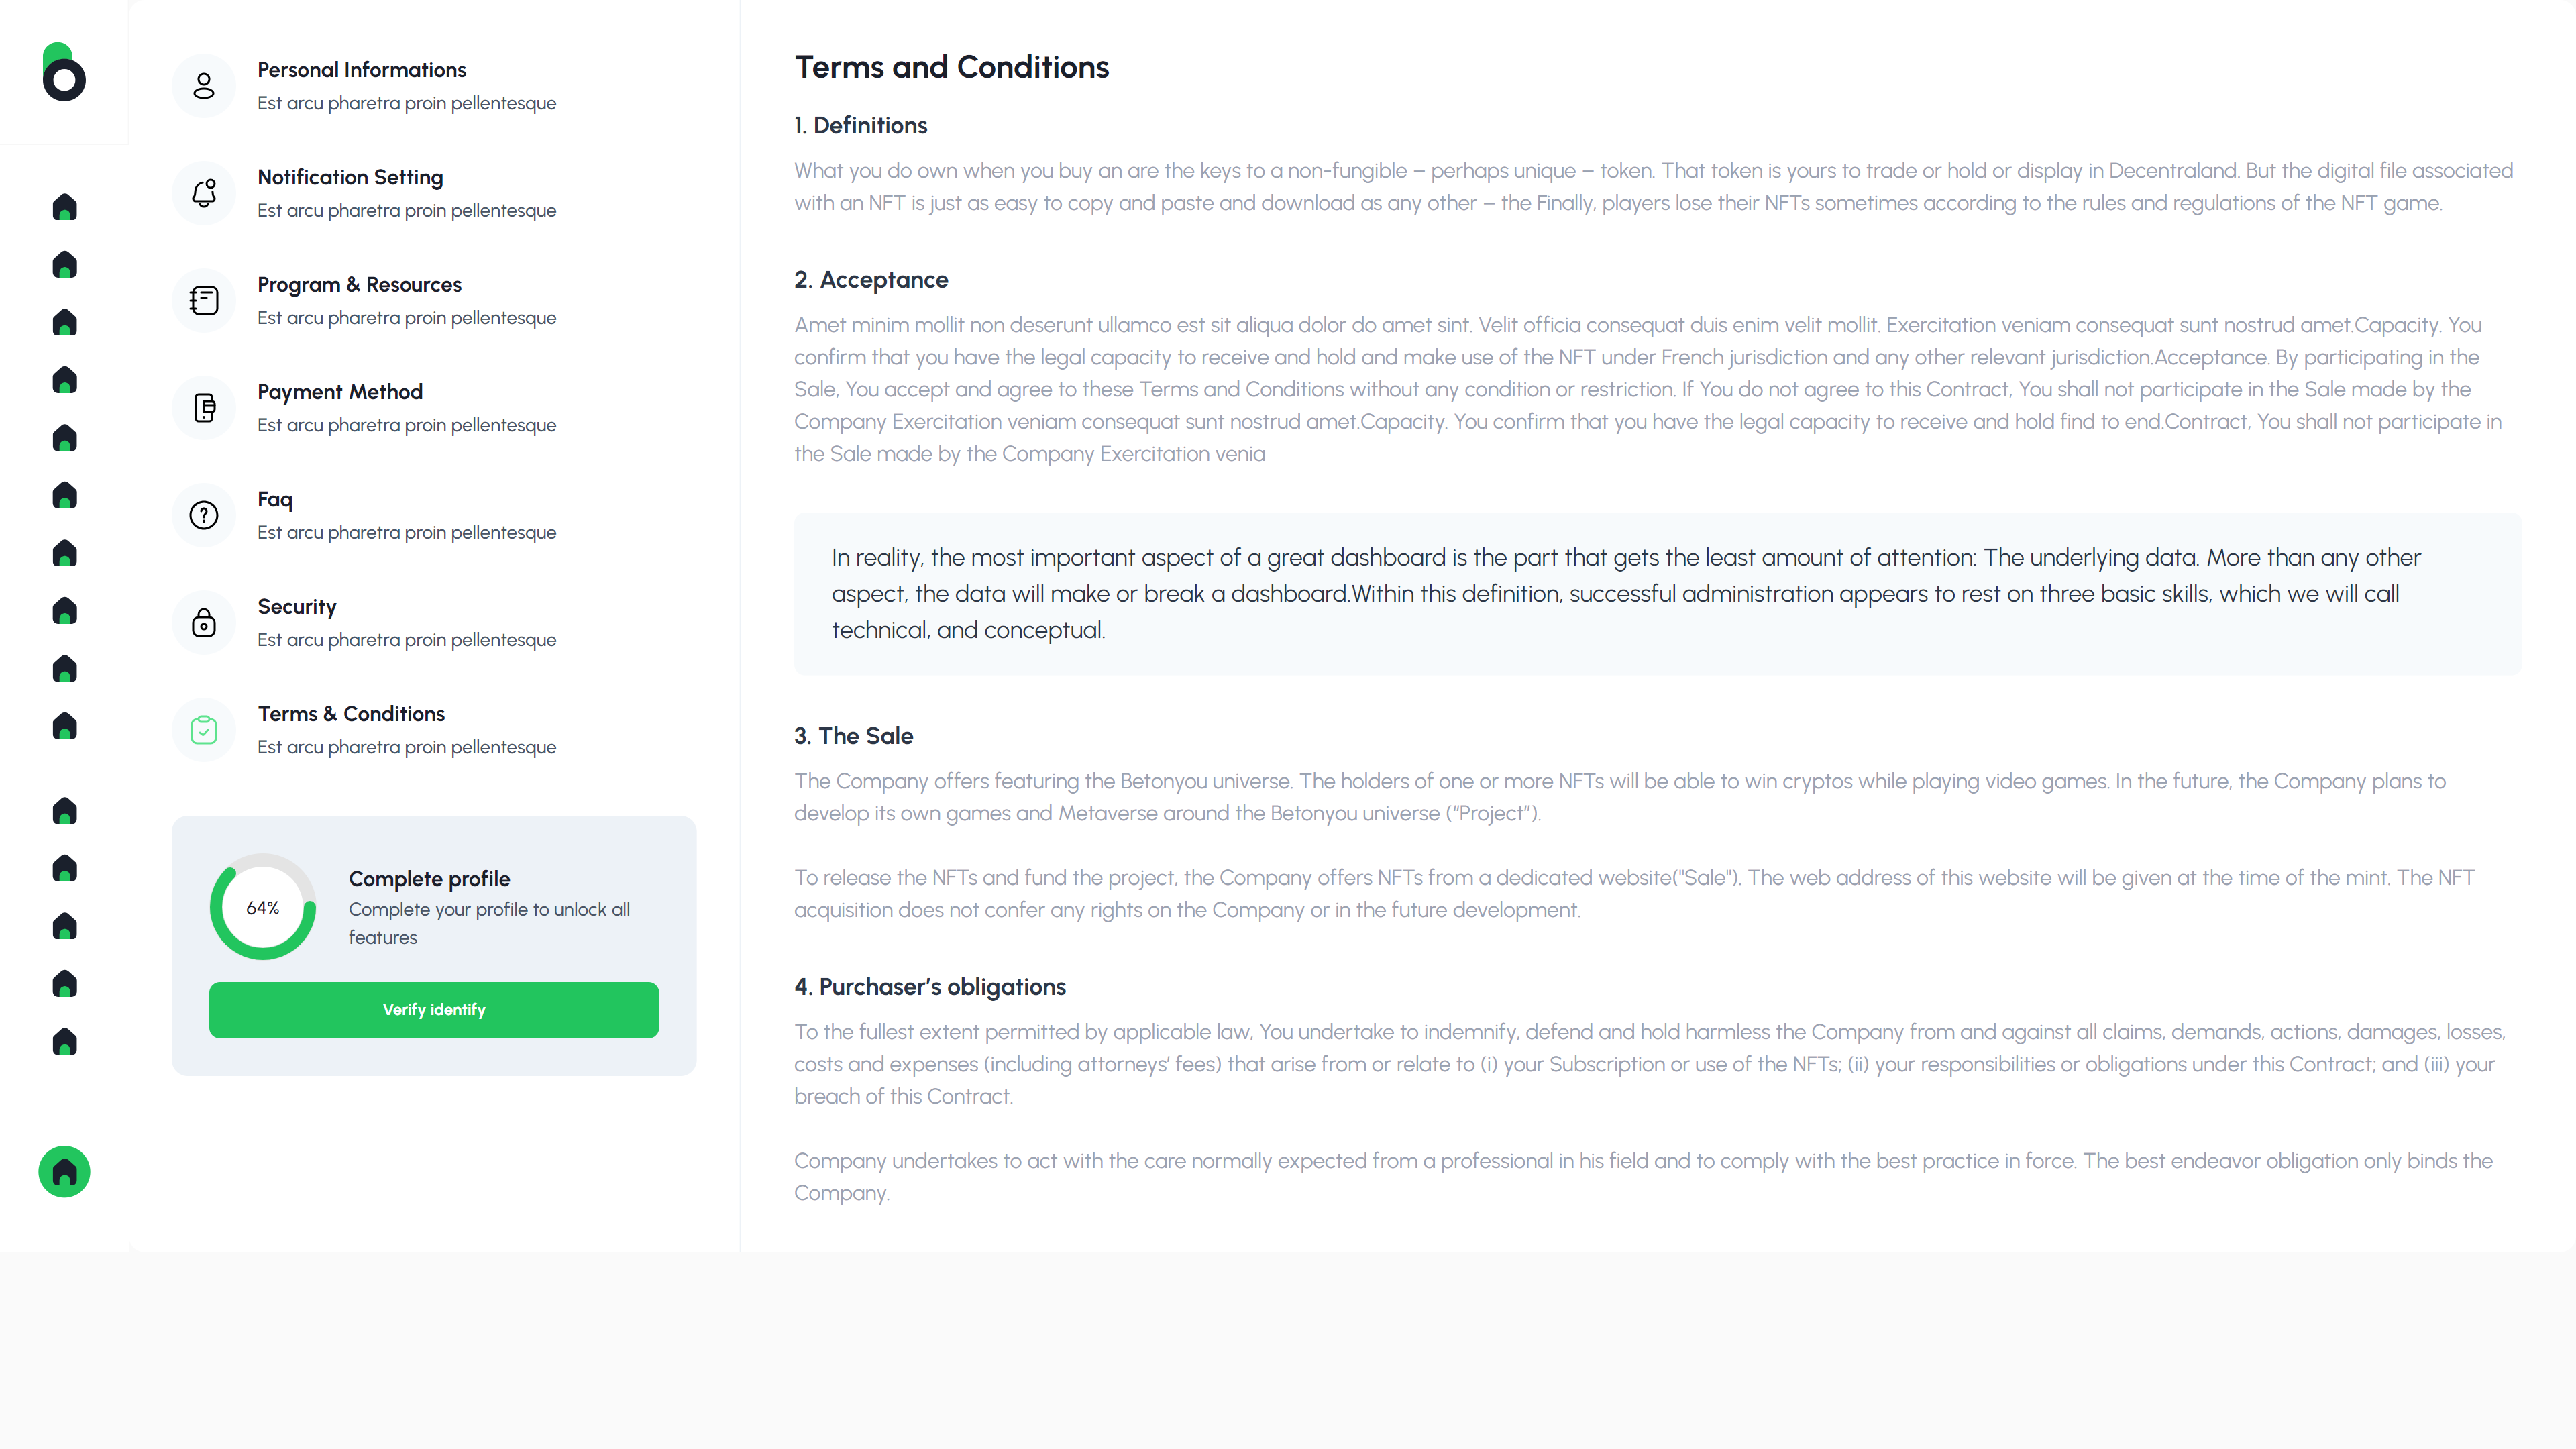 Personal Informations
Est arcu pharetra proin pellentesque
Notification Setting
Est arcu pharetra proin pellentesque
Program & Resources
Est arcu pharetra proin pellentesque
Payment Method
Est arcu pharetra proin pellentesque
Faq
Est arcu pharetra proin pellentesque
Security
Est arcu pharetra proin pellentesque
Terms & Conditions
Est arcu pharetra proin pellentesque
64%
Complete profile
Complete your profile to unlock all
features
Verify identify
Terms and Conditions
1. Definitions
What you do own when you buy an are the keys to a non-fungible – perhaps unique – token. That token is yours to trade or hold or display in Decentraland. But the digital file associated
with an NFT is just as easy to copy and paste and download as any other – the Finally, players lose their NFTs sometimes according to the rules and regulations of the NFT game.
2. Acceptance
Amet minim mollit non deserunt ullamco est sit aliqua dolor do amet sint. Velit officia consequat duis enim velit mollit. Exercitation veniam consequat sunt nostrud amet.Capacity. You
confirm that you have the legal capacity to receive and hold and make use of the NFT under French jurisdiction and any other relevant jurisdiction.Acceptance. By participating in the
Sale, You accept and agree to these Terms and Conditions without any condition or restriction. If You do not agree to this Contract, You shall not participate in the Sale made by the
Company Exercitation veniam consequat sunt nostrud amet.Capacity. You confirm that you have the legal capacity to receive and hold find to end.Contract, You shall not participate in
the Sale made by the Company Exercitation venia
In reality, the most important aspect of a great dashboard is the part that gets the least amount of attention: The underlying data. More than any other
aspect, the data will make or break a dashboard.Within this definition, successful administration appears to rest on three basic skills, which we will call
technical, and conceptual.
3. The Sale
The Company offers featuring the Betonyou universe. The holders of one or more NFTs will be able to win cryptos while playing video games. In the future, the Company plans to
develop its own games and Metaverse around the Betonyou universe (“Project”).
To release the NFTs and fund the project, the Company offers NFTs from a dedicated website("Sale"). The web address of this website will be given at the time of the mint. The NFT
acquisition does not confer any rights on the Company or in the future development.
4. Purchaser’s obligations
To the fullest extent permitted by applicable law, You undertake to indemnify, defend and hold harmless the Company from and against all claims, demands, actions, damages, losses,
costs and expenses (including attorneys’ fees) that arise from or relate to (i) your Subscription or use of the NFTs; (ii) your responsibilities or obligations under this Contract; and (iii) your
breach of this Contract.
Company undertakes to act with the care normally expected from a professional in his field and to comply with the best practice in force. The best endeavor obligation only binds the
Company.